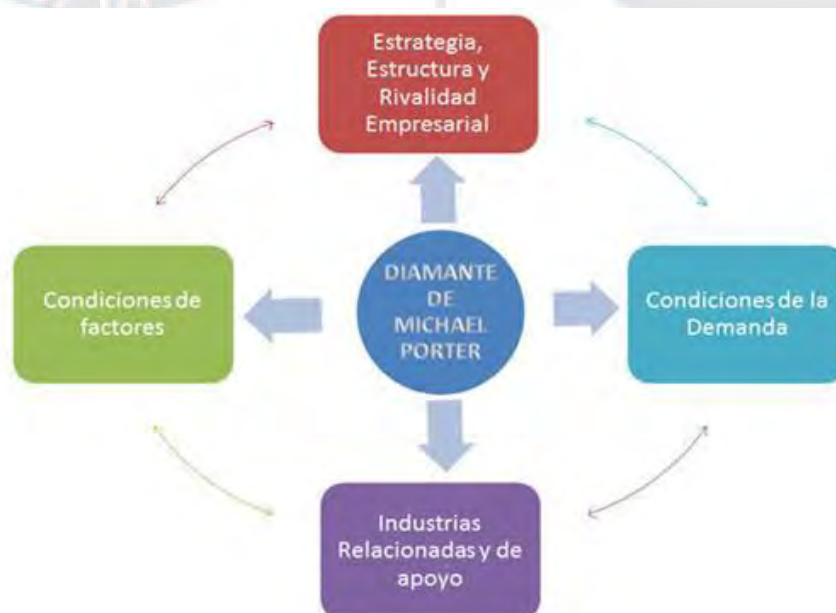 Estrategia,
Estructura y
Rivalidad
Empresarial
Condiciones de
factores
DIAMANTE
DE
MICHAEL
PORTER
Condiciones de la
Demanda
Industrias
Relacionadas y de
apoyo